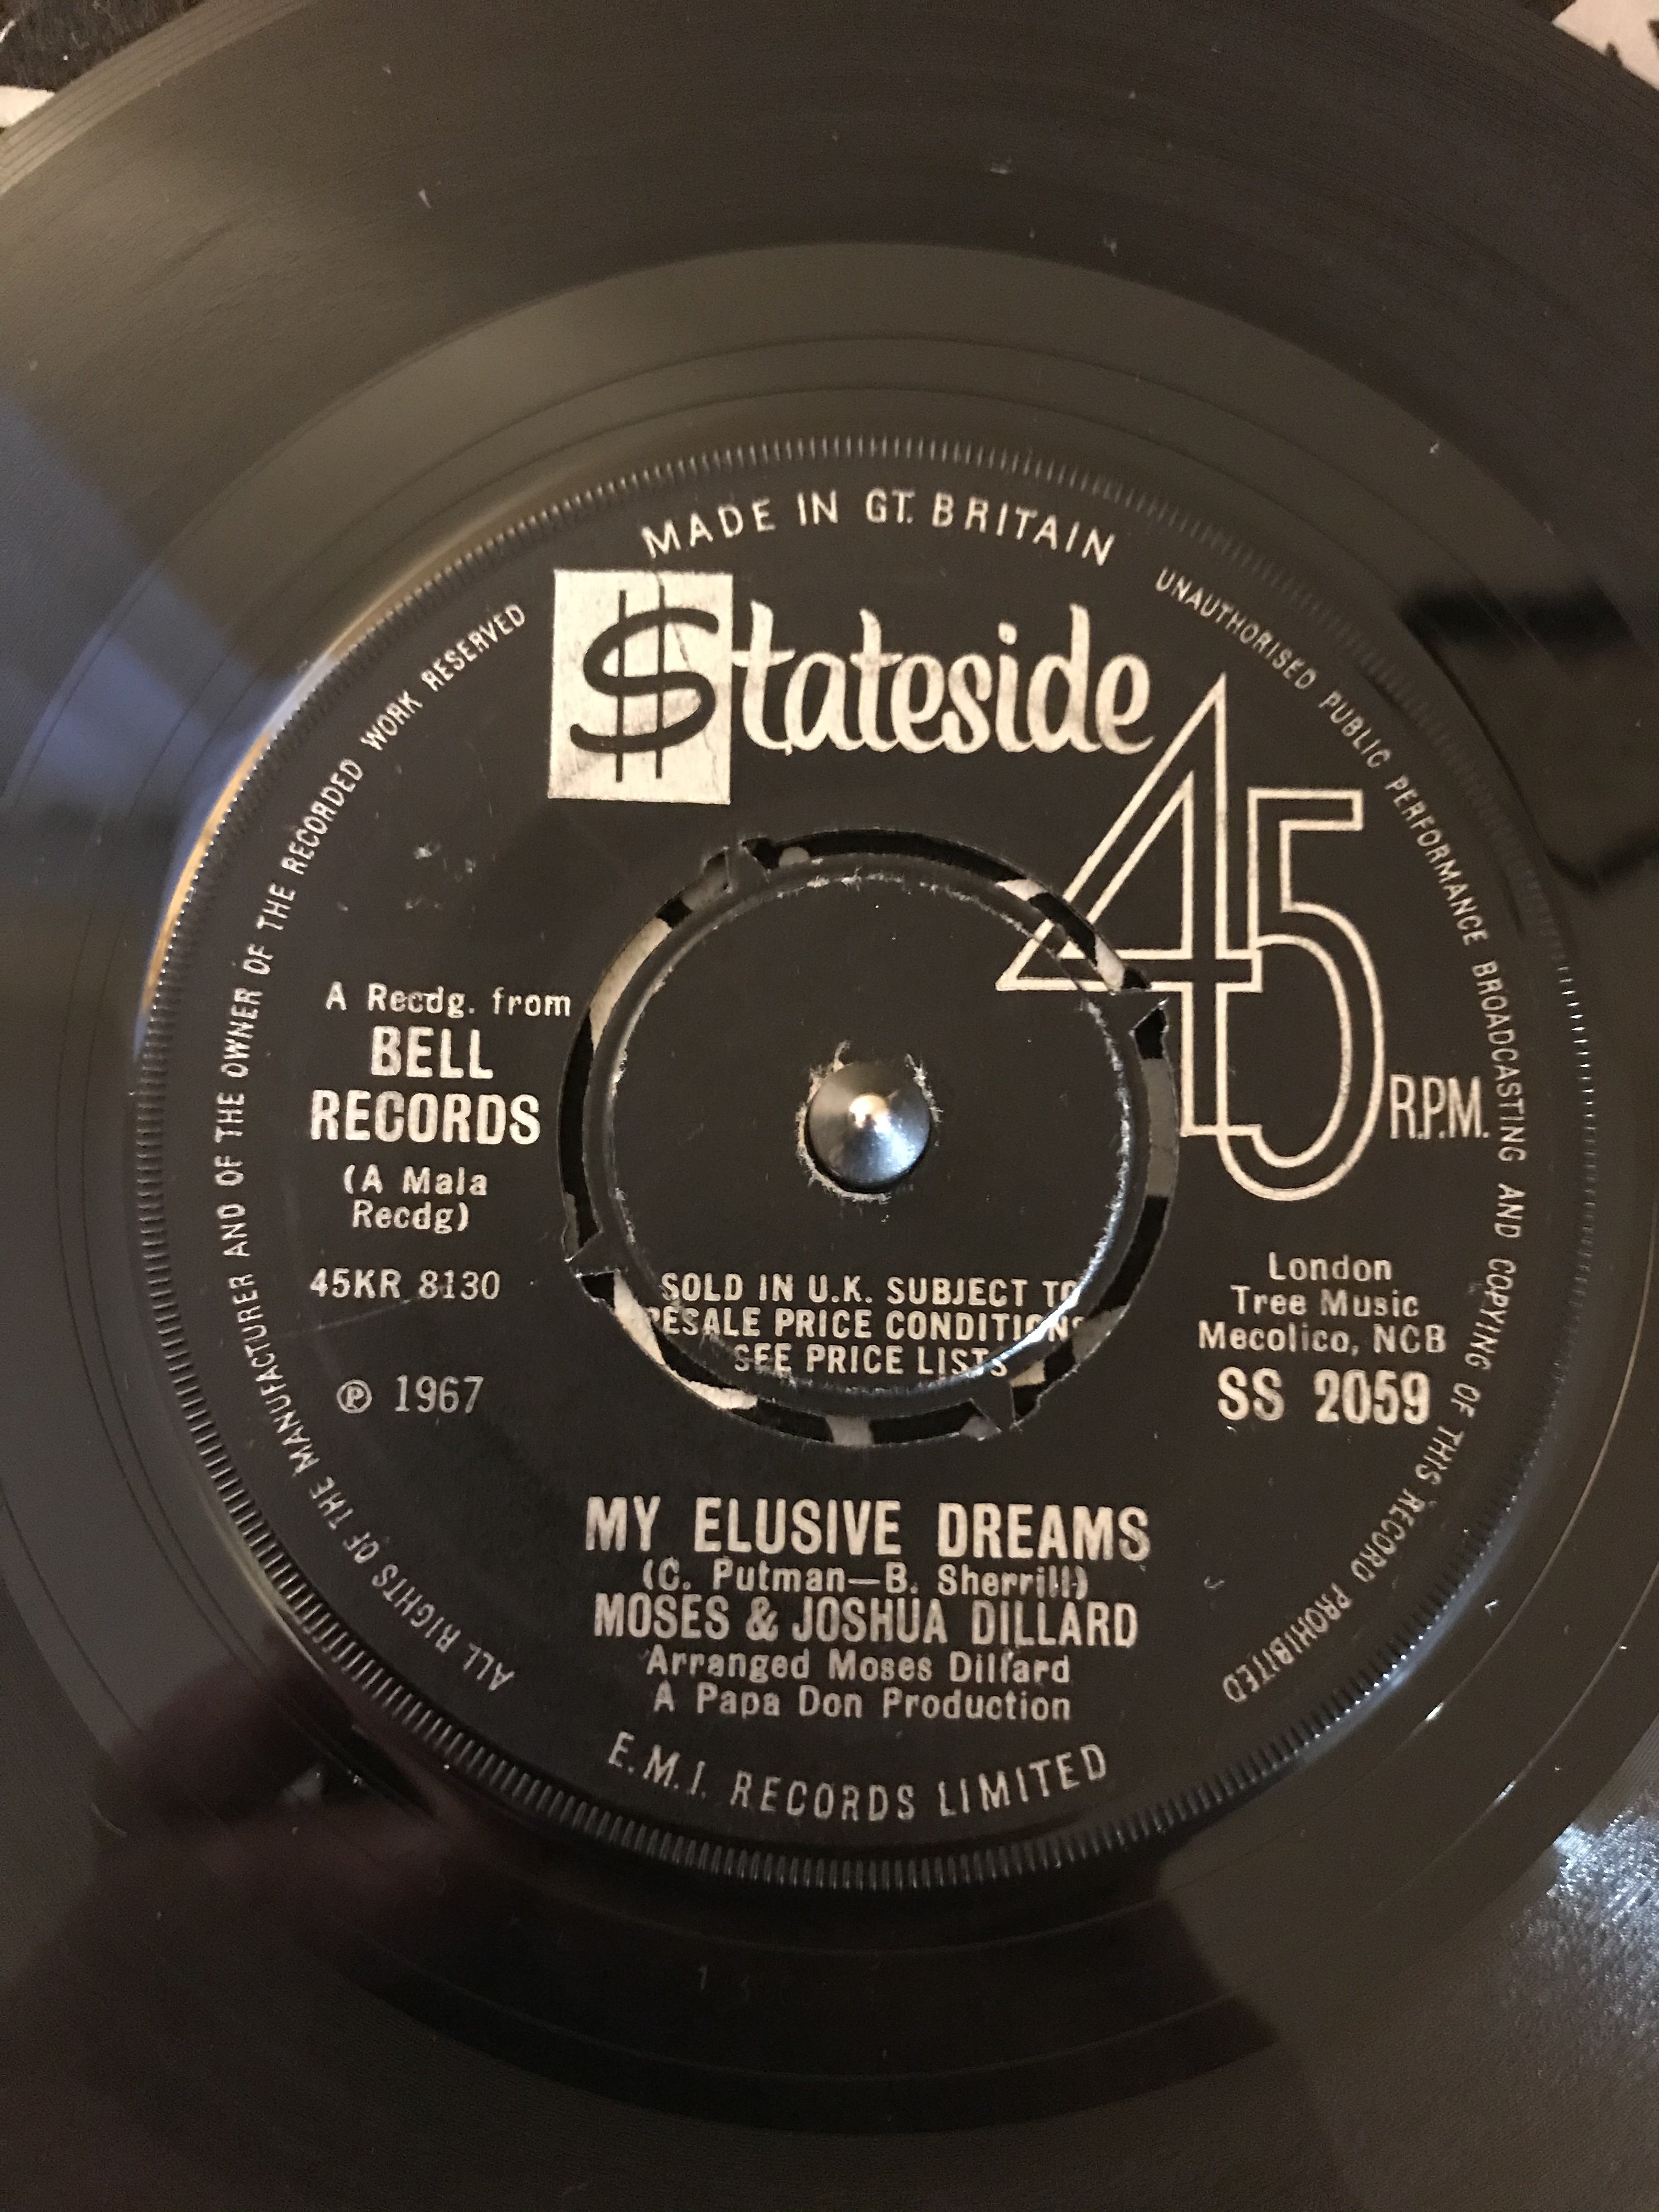 MADE IN GT. BRITAIN
$tateside
45
R.P.M.
UNAUTHORISED PUBLIC PERFORMANCE BROADCASTING AND COPYING OF THIS RECORD PROHIBITED
ALL RIGHTS OF THE MANUFACTURER AND OF THE OWNER OF THE RECORDED WORK RESERVED
A Recdg. from
BELL
RECORDS
(A Mala
Recdg)
45KR 8130
℗ 1967
SOLD IN U.K. SUBJECT TO
RESALE PRICE CONDITIONS
SEE PRICE LISTS
London
Tree Music
Mecolico, NCB
SS 2059
MY ELUSIVE DREAMS
(C. Putman—B. Sherrill)
MOSES & JOSHUA DILLARD
Arranged Moses Dillard
A Papa Don Production
E.M.I. RECORDS LIMITED